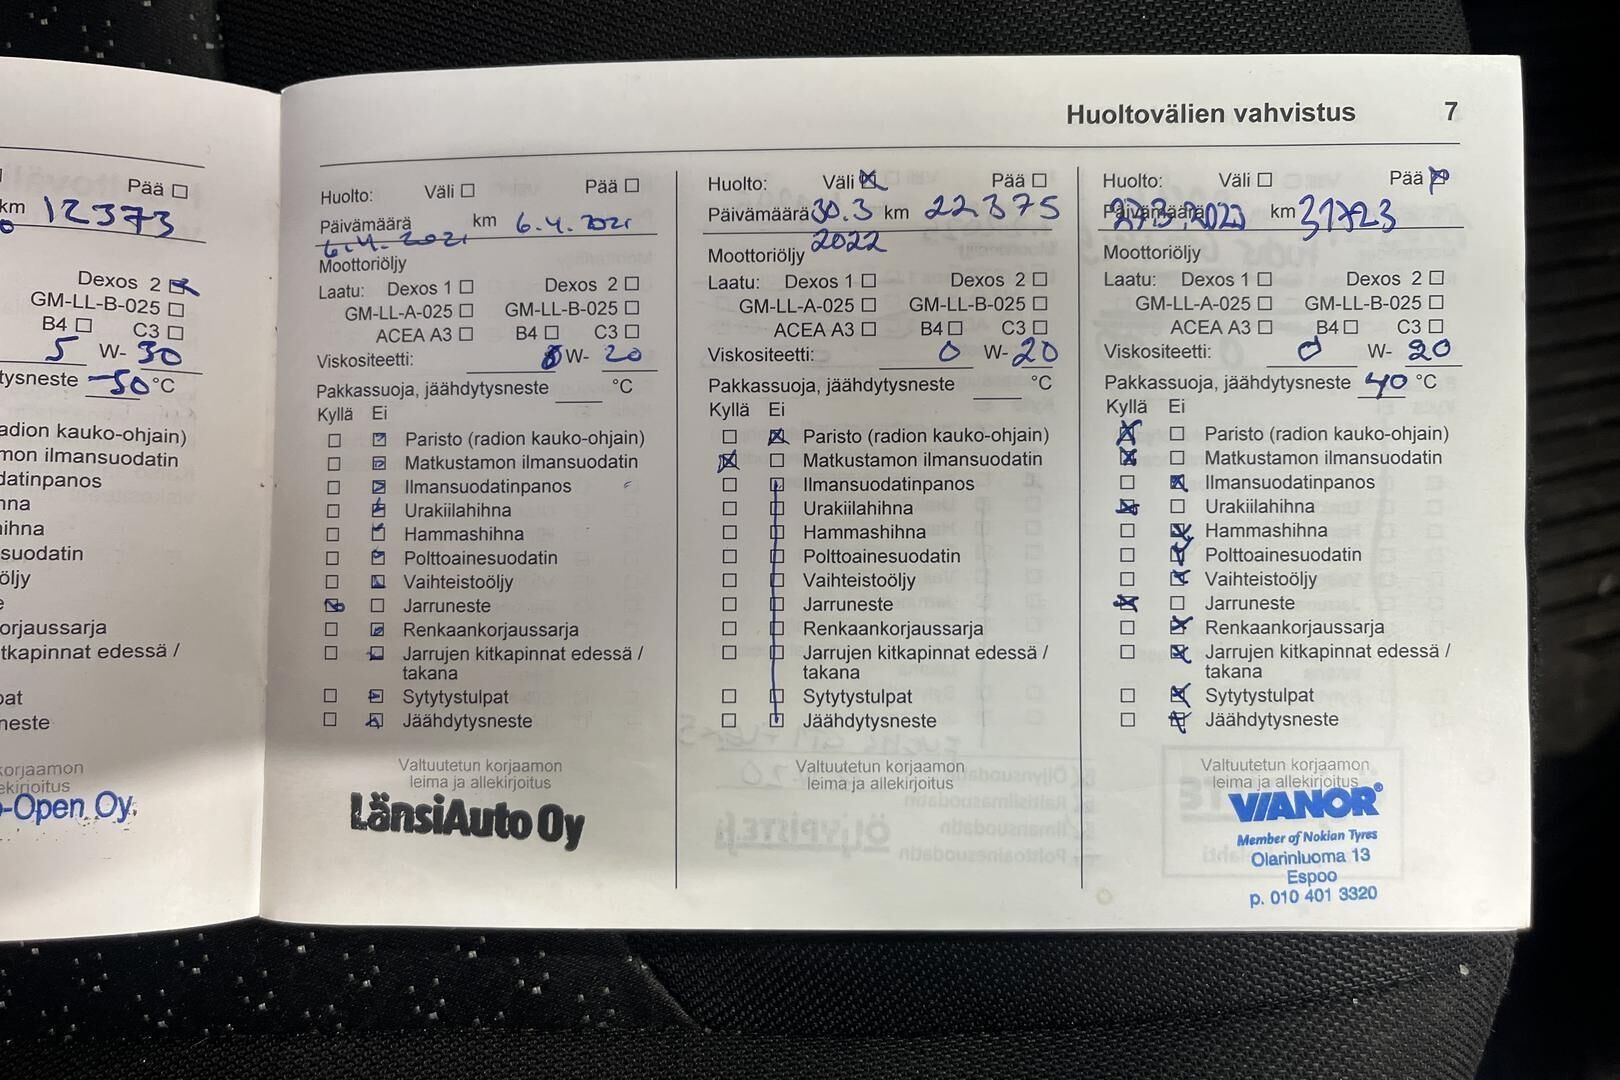 Pää
km 12373
Dexos 2
GM-LL-B-025
B4 C3
5 W- 30
tysneste -50 °C
adion kauko-ohjain)
mon ilmansuodatin
datinpanos
nna
ihna
suodatin
öljy
e
orjaussarja
tkapinnat edessä /
pat
neste
korjaamon
ekirjoitus
-Open Oy.
Huoltovälien vahvistus 7
Huolto: Väli Pää
Päivämäärä km 6.4.2021
6.4.2021
Moottoriöljy
Laatu: Dexos 1 Dexos 2
GM-LL-A-025 GM-LL-B-025
ACEA A3 B4 C3
Viskositeetti: 0 W- 20
Pakkassuoja, jäähdytysneste °C
Kyllä Ei
Paristo (radion kauko-ohjain)
Matkustamon ilmansuodatin
Ilmansuodatinpanos
Urakiilahihna
Hammashihna
Polttoainesuodatin
Vaihteistoöljy
Jarruneste
Renkaankorjaussarja
Jarrujen kitkapinnat edessä /
takana
Sytytystulpat
Jäähdytysneste
Valtuutetun korjaamon
leima ja allekirjoitus
LänsiAuto Oy
Huolto: Väli Pää
Päivämäärä 30.3 km 22375
2022
Moottoriöljy
Laatu: Dexos 1 Dexos 2
GM-LL-A-025 GM-LL-B-025
ACEA A3 B4 C3
Viskositeetti: 0 W- 20
Pakkassuoja, jäähdytysneste °C
Kyllä Ei
Paristo (radion kauko-ohjain)
Matkustamon ilmansuodatin
Ilmansuodatinpanos
Urakiilahihna
Hammashihna
Polttoainesuodatin
Vaihteistoöljy
Jarruneste
Renkaankorjaussarja
Jarrujen kitkapinnat edessä /
takana
Sytytystulpat
Jäähdytysneste
Valtuutetun korjaamon
leima ja allekirjoitus
Huolto: Väli Pää
Päivämäärä 27.3.2023 km 31723
Moottoriöljy
Laatu: Dexos 1 Dexos 2
GM-LL-A-025 GM-LL-B-025
ACEA A3 B4 C3
Viskositeetti: 0 W- 20
Pakkassuoja, jäähdytysneste 40 °C
Kyllä Ei
Paristo (radion kauko-ohjain)
Matkustamon ilmansuodatin
Ilmansuodatinpanos
Urakiilahihna
Hammashihna
Polttoainesuodatin
Vaihteistoöljy
Jarruneste
Renkaankorjaussarja
Jarrujen kitkapinnat edessä /
takana
Sytytystulpat
Jäähdytysneste
Valtuutetun korjaamon
leima ja allekirjoitus
VIANOR®
Member of Nokian Tyres
Olarinluoma 13
Espoo
p. 010 401 3320